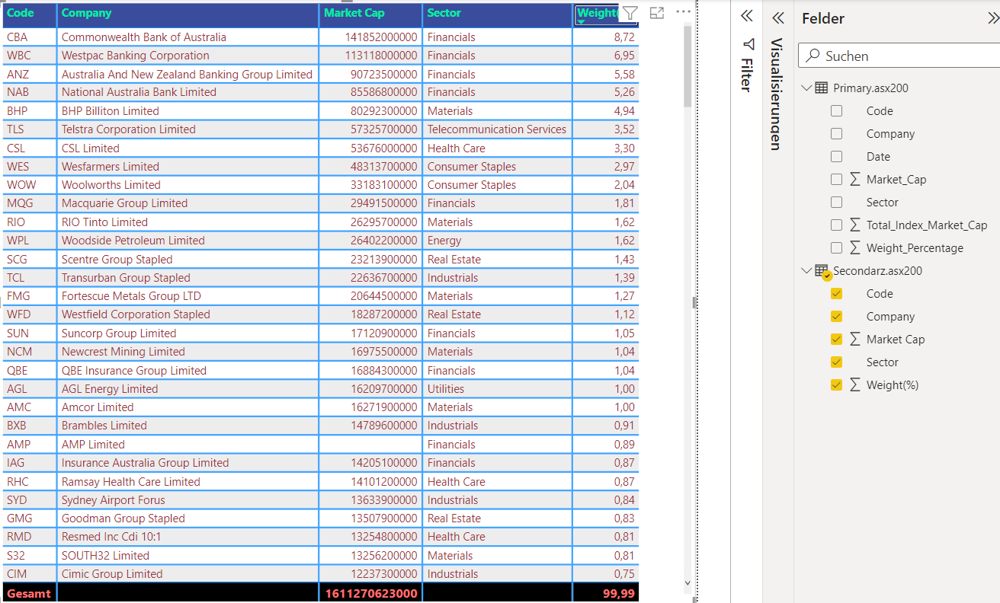 Code Company Market Cap Sector Weight(
CBA Commonwealth Bank of Australia 141852000000 Financials 8,72
WBC Westpac Banking Corporation 113118000000 Financials 6,95
ANZ Australia And New Zealand Banking Group Limited 90723500000 Financials 5,58
NAB National Australia Bank Limited 85586800000 Financials 5,26
BHP BHP Billiton Limited 80292300000 Materials 4,94
TLS Telstra Corporation Limited 57325700000 Telecommunication Services 3,52
CSL CSL Limited 53676000000 Health Care 3,30
WES Wesfarmers Limited 48313700000 Consumer Staples 2,97
WOW Woolworths Limited 33183100000 Consumer Staples 2,04
MQG Macquarie Group Limited 29491500000 Financials 1,81
RIO RIO Tinto Limited 26295700000 Materials 1,62
WPL Woodside Petroleum Limited 26402200000 Energy 1,62
SCG Scentre Group Stapled 23213900000 Real Estate 1,43
TCL Transurban Group Stapled 22636700000 Industrials 1,39
FMG Fortescue Metals Group LTD 20644500000 Materials 1,27
WFD Westfield Corporation Stapled 18287200000 Real Estate 1,12
SUN Suncorp Group Limited 17120900000 Financials 1,05
NCM Newcrest Mining Limited 16975500000 Materials 1,04
QBE QBE Insurance Group Limited 16884300000 Financials 1,04
AGL AGL Energy Limited 16209700000 Utilities 1,00
AMC Amcor Limited 16271900000 Materials 1,00
BXB Brambles Limited 14789600000 Industrials 0,91
AMP AMP Limited Financials 0,89
IAG Insurance Australia Group Limited 14205100000 Financials 0,87
RHC Ramsay Health Care Limited 14101200000 Health Care 0,87
SYD Sydney Airport Forus 13633900000 Industrials 0,84
GMG Goodman Group Stapled 13507900000 Real Estate 0,83
RMD Resmed Inc Cdi 10:1 13254800000 Health Care 0,81
S32 SOUTH32 Limited 13256200000 Materials 0,81
CIM Cimic Group Limited 12237300000 Industrials 0,75
Gesamt 1611270623000 99,99
Filter
Visualisierungen
Felder
Suchen
Primary.asx200
Code
Company
Date
Σ Market_Cap
Sector
Σ Total_Index_Market_Cap
Σ Weight_Percentage
Secondarz.asx200
Code
Company
Σ Market Cap
Sector
Σ Weight(%)